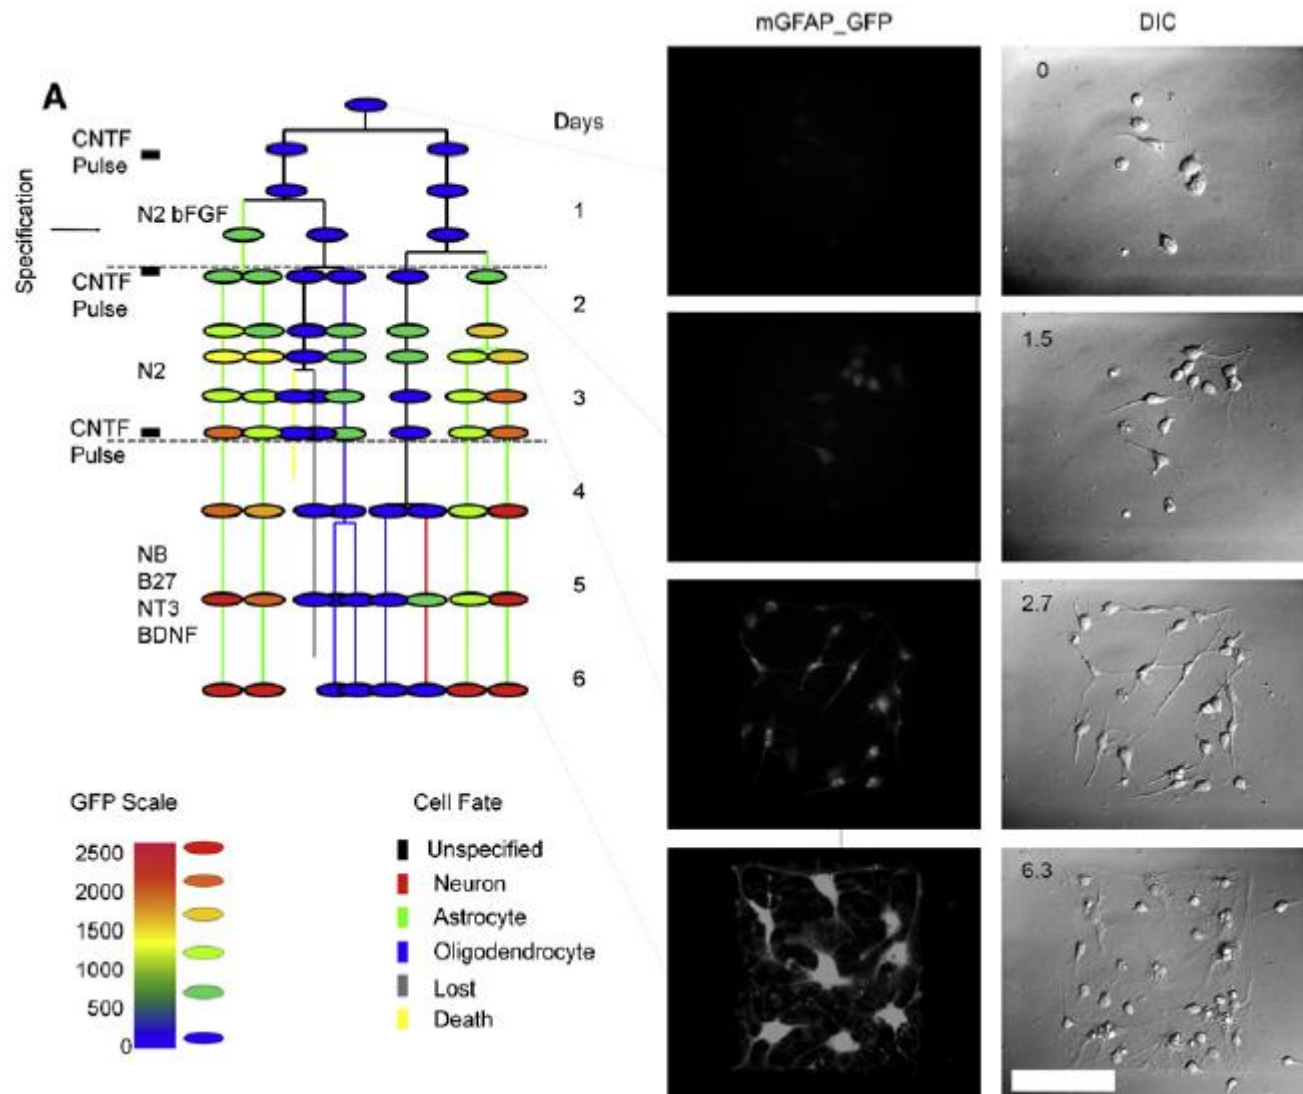 mGFAP_GFP
DIC
A
Days
Specification
CNTF
Pulse
N2 bFGF
CNTF
Pulse
N2
CNTF
Pulse
NB
B27
NT3
BDNF
1
2
3
4
5
6
0
1.5
2.7
6.3
GFP Scale
2500
2000
1500
1000
500
0
Cell Fate
Unspecified
Neuron
Astrocyte
Oligodendrocyte
Lost
Death